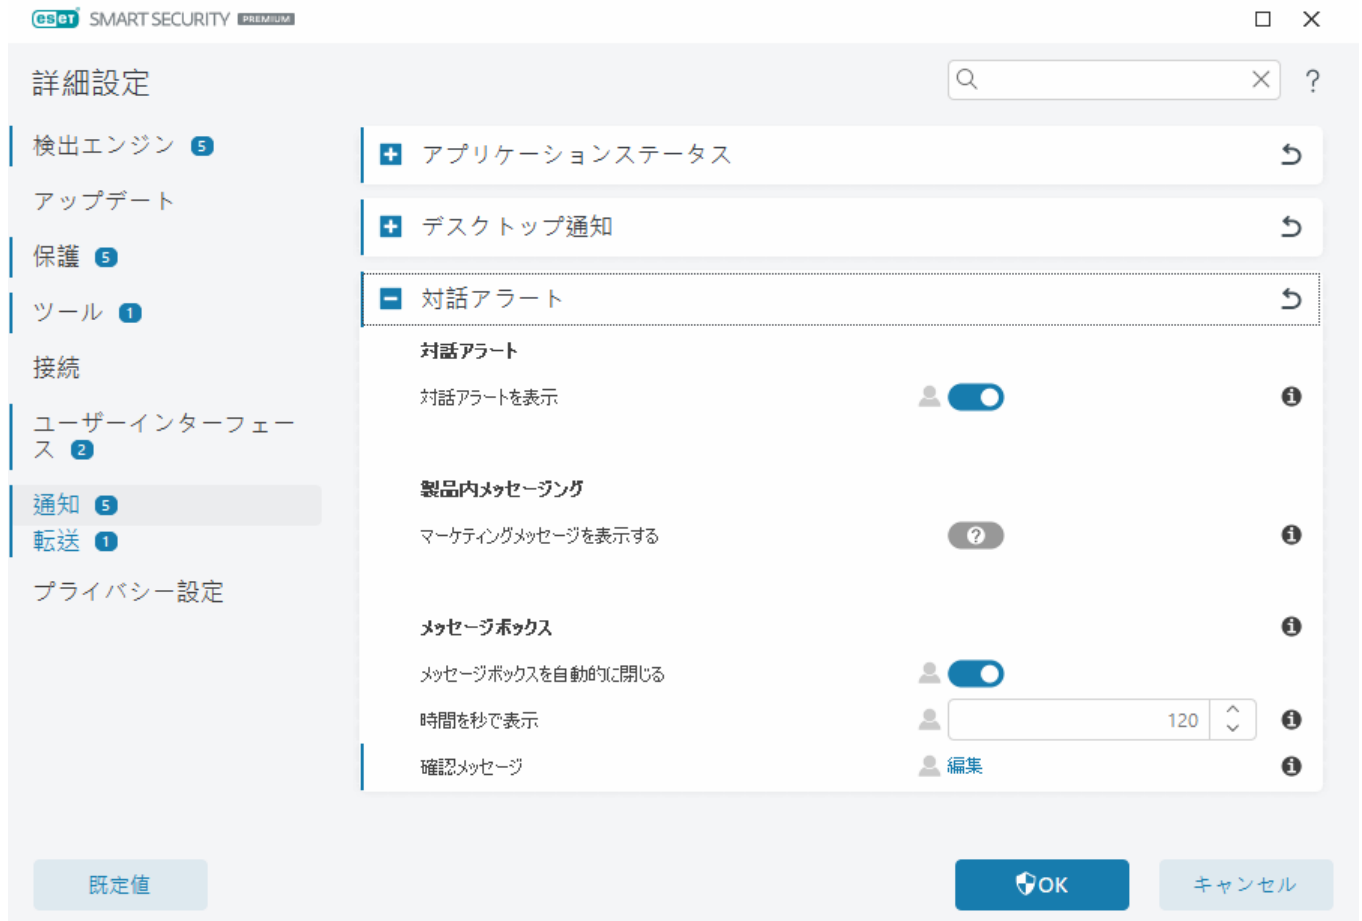 eset SMART SECURITY PREMIUM
詳細設定
?
検出エンジン 5
アップデート
保護 5
ツール 1
接続
ユーザーインターフェー
ス 2
通知 5
転送 1
プライバシー設定
アプリケーションステータス
デスクトップ通知
対話アラート
対話アラート
対話アラートを表示
製品内メッセージング
マーケティングメッセージを表示する
?
メッセージボックス
メッセージボックスを自動的に閉じる
時間を秒で表示
120
確認メッセージ
編集
既定値
OK
キャンセル